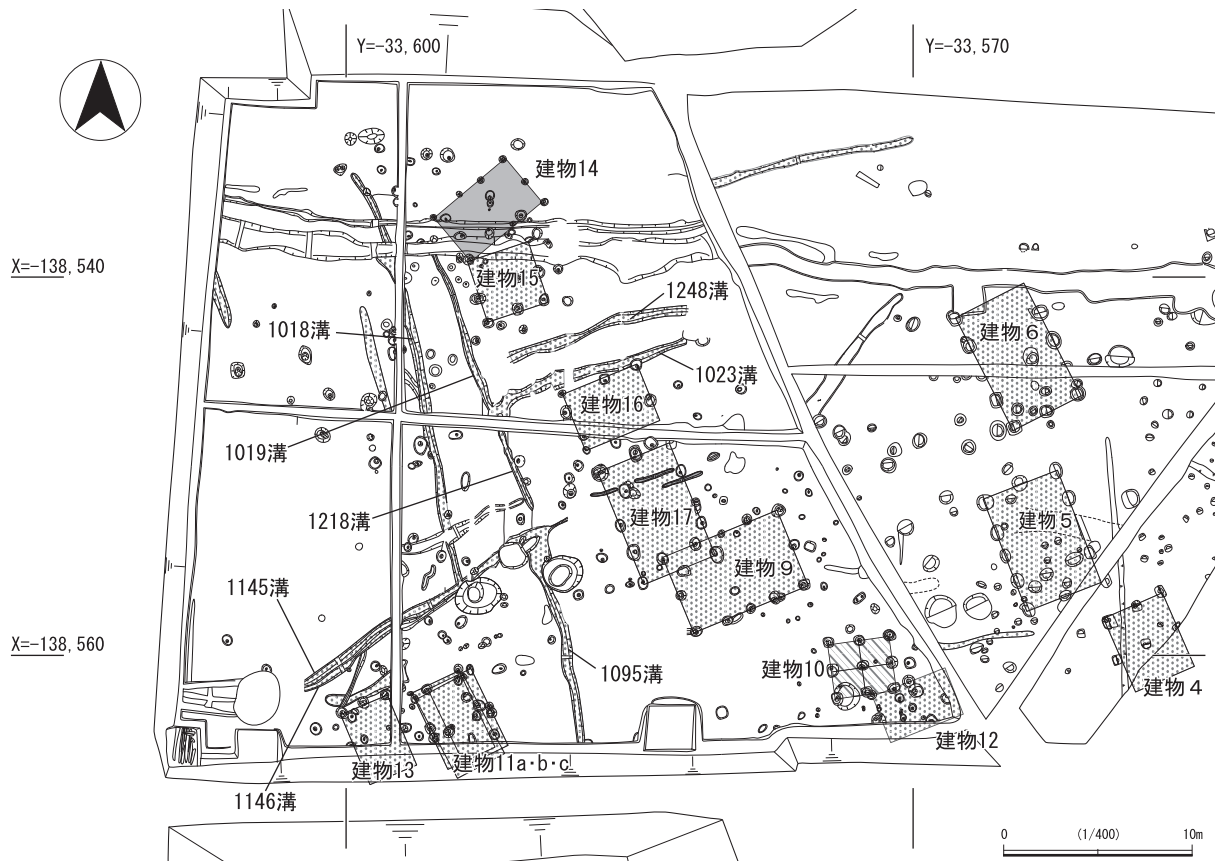 Y=-33,600
Y=-33,570
建物14
X=-138,540
建物15
1248溝
1018溝
建物6
1023溝
建物16
1019溝
1218溝
建物17
建物5
建物9
1145溝
X=-138,560
建物10
1095溝
建物4
建物12
建物13
建物11a・b・c
1146溝
0 (1/400) 10m